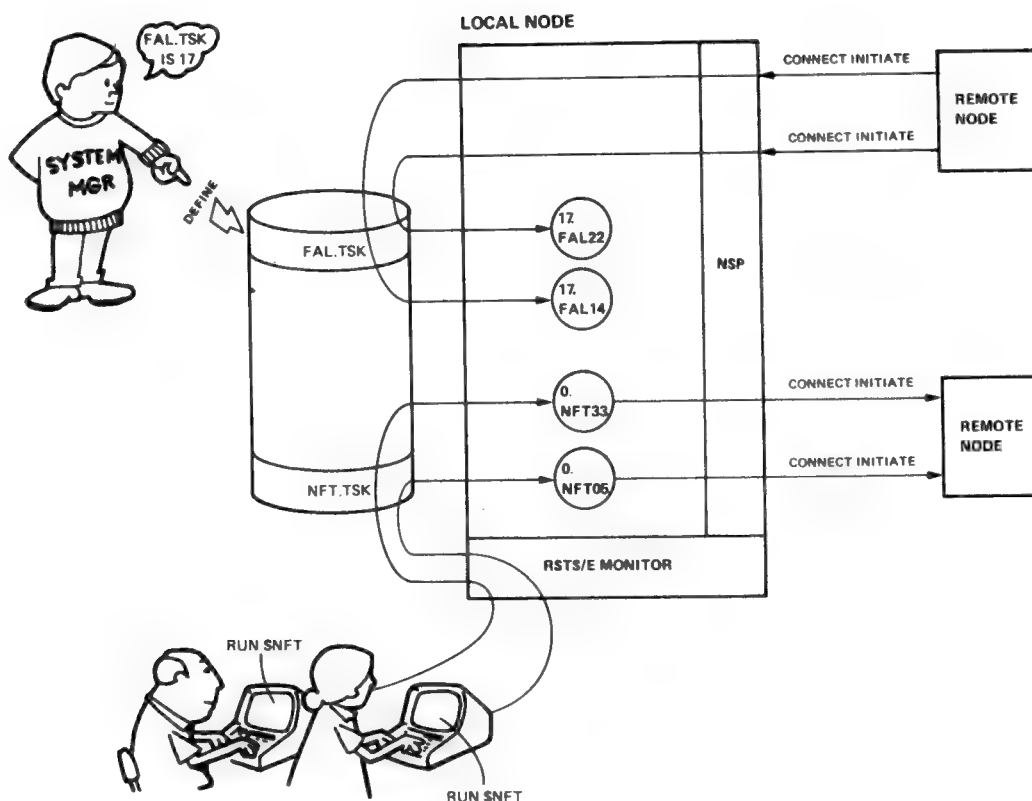 LOCAL NODE
FAL.TSK
IS 17
SYSTEM
MGR
DEFINE
FAL.TSK
NFT.TSK
17.
FAL22
17.
FAL14
0.
NFT33
0.
NFT05
NSP
RSTS/E MONITOR
CONNECT INITIATE
CONNECT INITIATE
REMOTE
NODE
CONNECT INITIATE
CONNECT INITIATE
REMOTE
NODE
RUN $NFT
RUN $NFT